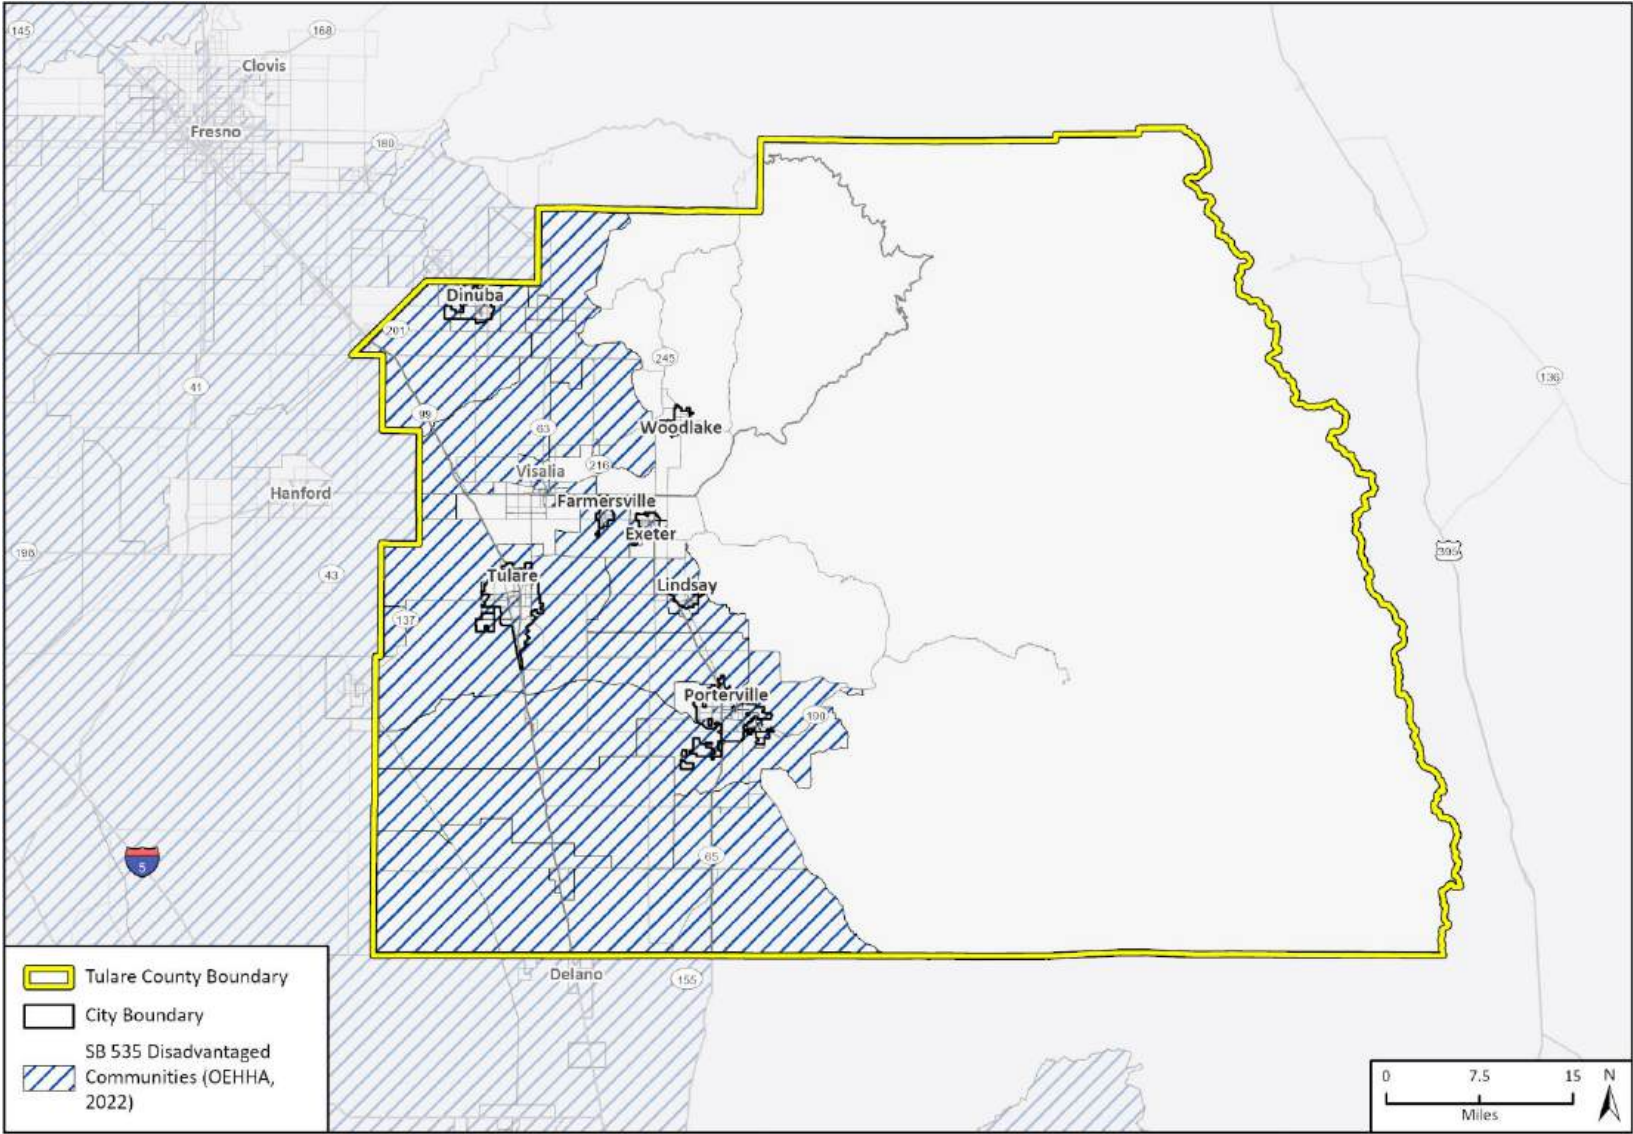 145
168
Clovis
Fresno
180
Dinuba
201
245
41
136
99
63
Woodlake
Visalia
216
Hanford
Farmersville
Exeter
198
395
43
Tulare
Lindsay
137
Porterville
190
65
5
Delano
155
Tulare County Boundary
City Boundary
SB 535 Disadvantaged
Communities (OEHHA,
2022)
0 7.5 15 N
Miles